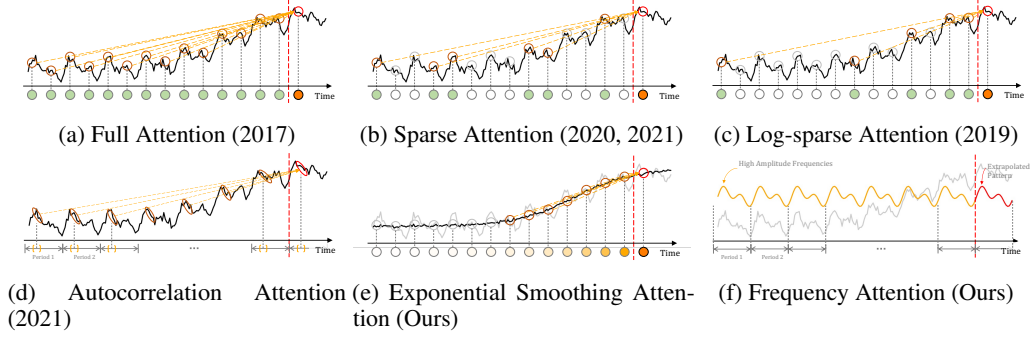 Time
Time
Time
(a) Full Attention (2017)
(b) Sparse Attention (2020, 2021)
(c) Log-sparse Attention (2019)
High Amplitude Frequencies
Extrapolated
Pattern
Period 1
Period 2
...
Time
Time
Period 1
Period 2
...
Time
(d) Autocorrelation Attention
(2021)
(e) Exponential Smoothing Atten-
tion (Ours)
(f) Frequency Attention (Ours)